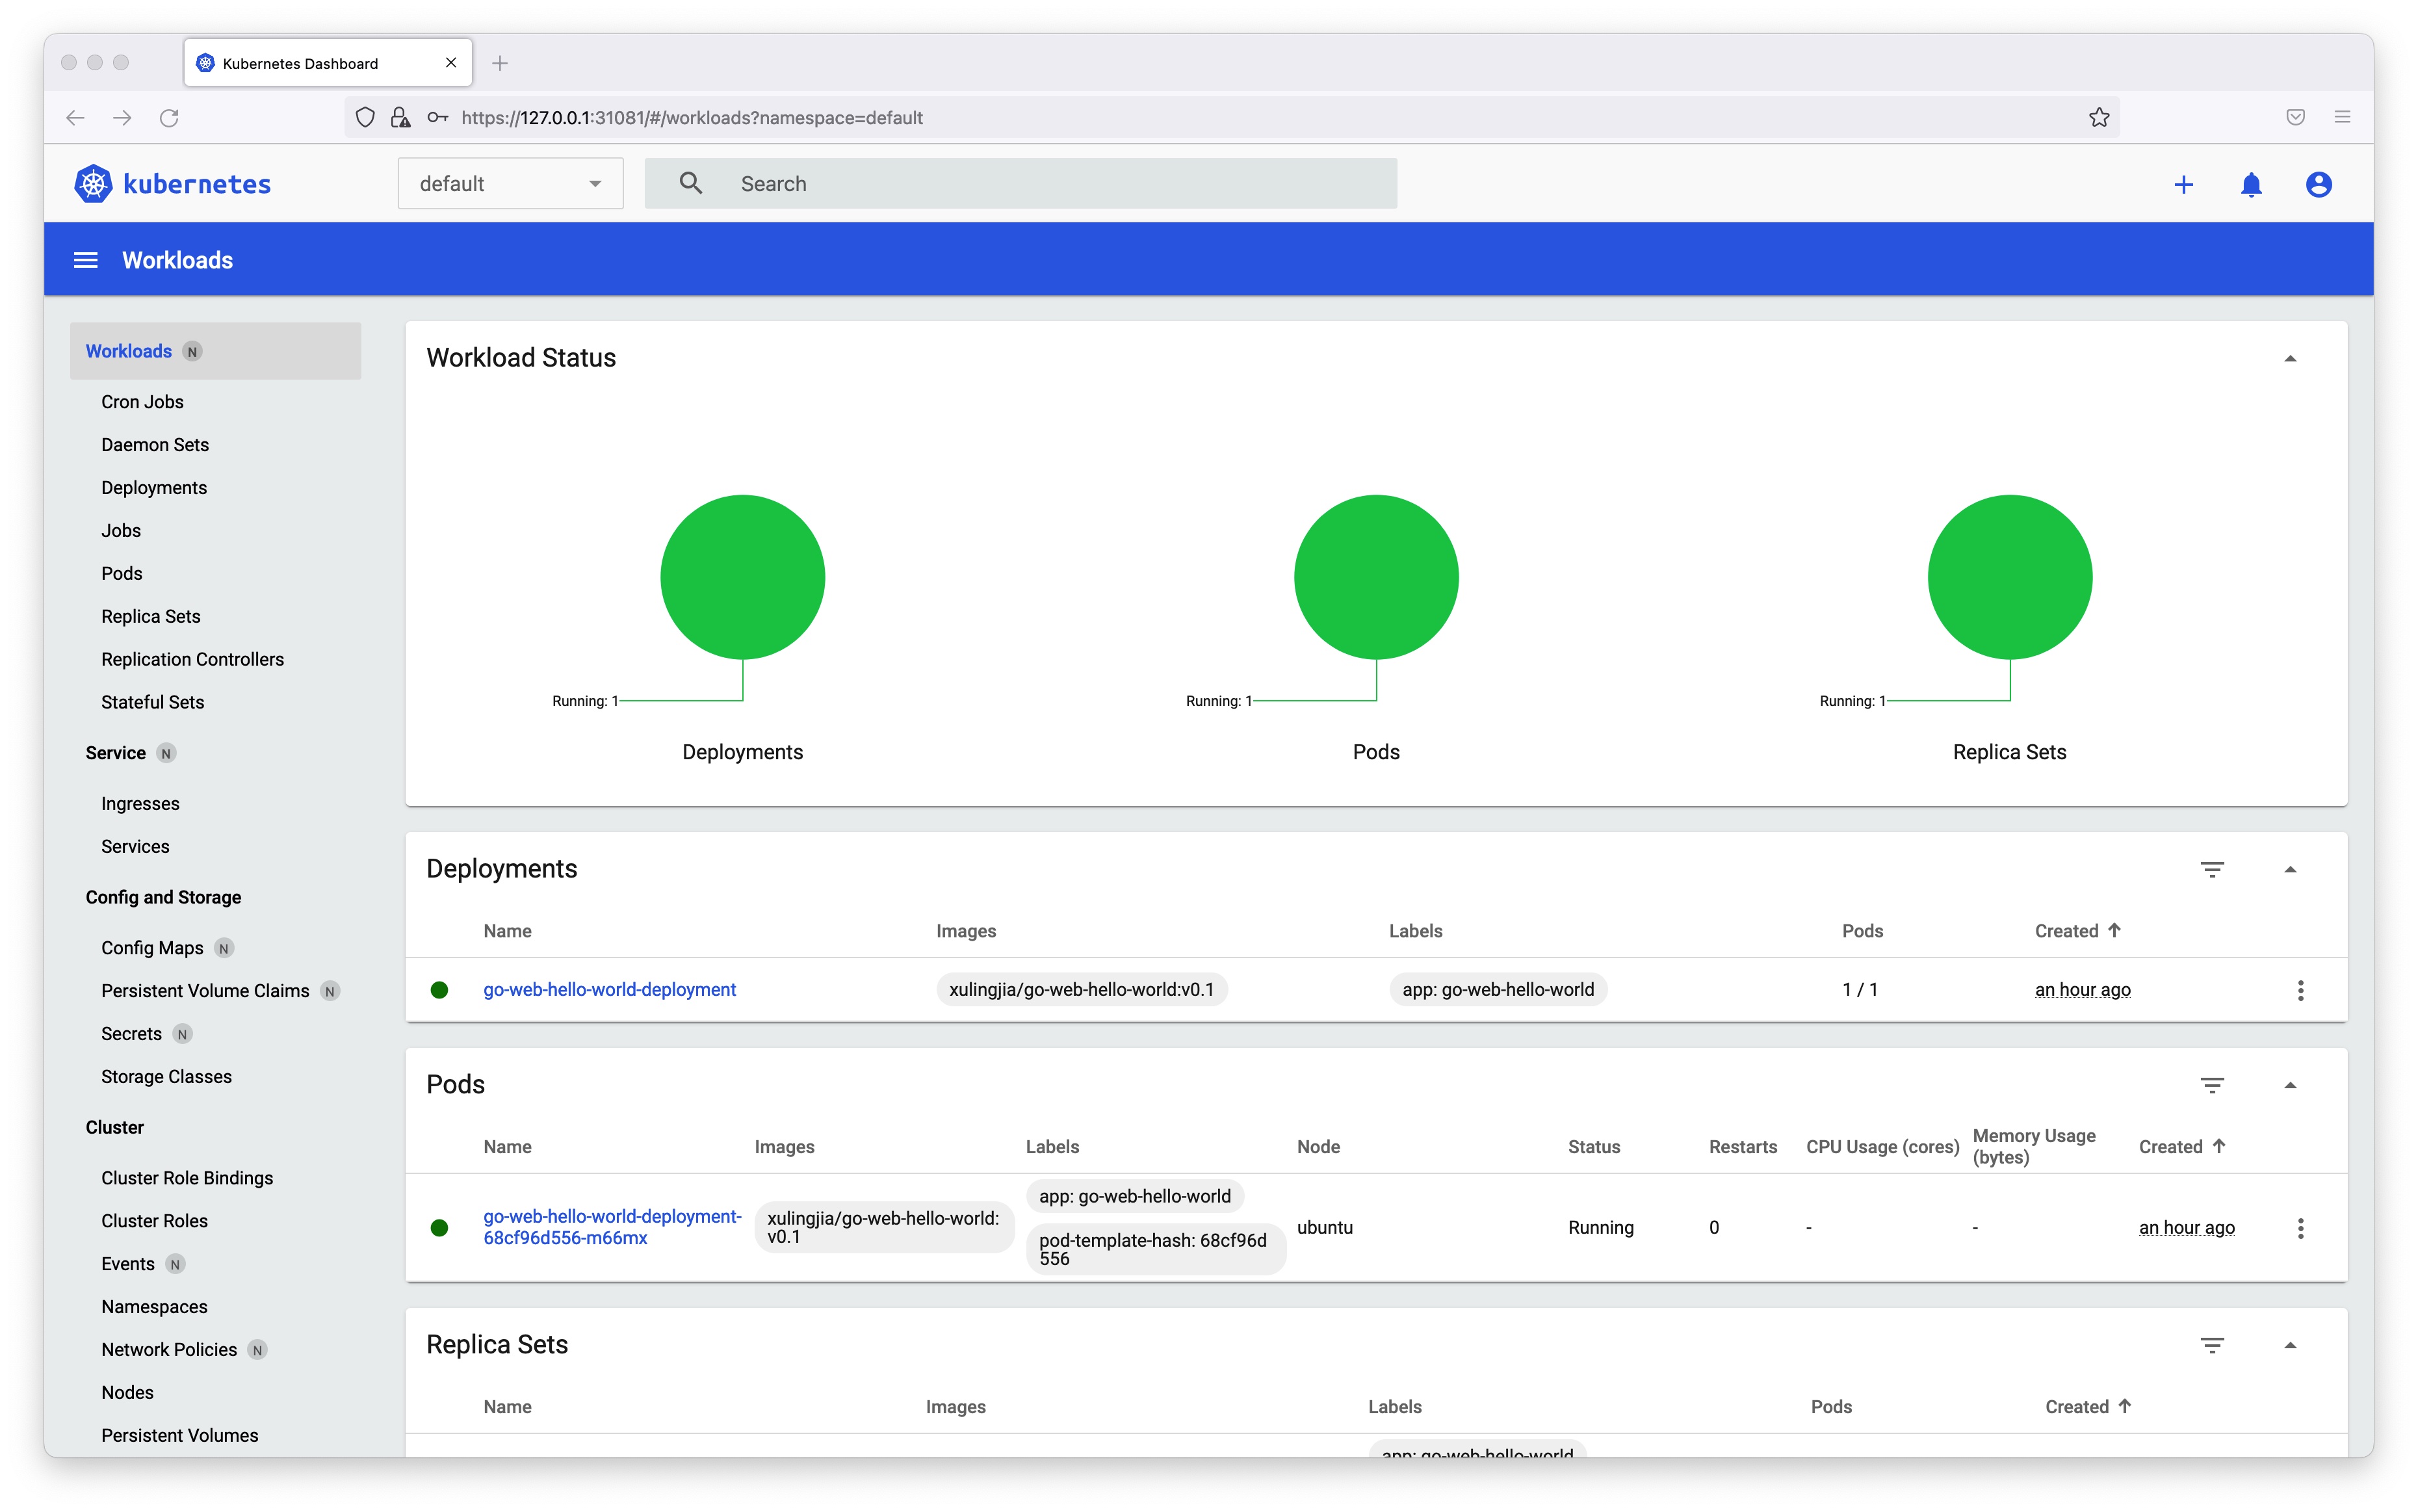 Kubernetes Dashboard
https://127.0.0.1:31081/#/workloads?namespace=default
kubernetes
default
Search
Workloads
Workloads N
Cron Jobs
Daemon Sets
Deployments
Jobs
Pods
Replica Sets
Replication Controllers
Stateful Sets
Service N
Ingresses
Services
Config and Storage
Config Maps N
Persistent Volume Claims N
Secrets N
Storage Classes
Cluster
Cluster Role Bindings
Cluster Roles
Events N
Namespaces
Network Policies N
Nodes
Persistent Volumes
Workload Status
Running: 1
Deployments
Running: 1
Pods
Running: 1
Replica Sets
Deployments
Name Images Labels Pods Created
go-web-hello-world-deployment xulingjia/go-web-hello-world:v0.1 app: go-web-hello-world 1 / 1 an hour ago
Pods
Name Images Labels Node Status Restarts CPU Usage (cores) Memory Usage
(bytes) Created
go-web-hello-world-deployment-
68cf96d556-m66mx
xulingjia/go-web-hello-world:
v0.1
app: go-web-hello-world
pod-template-hash: 68cf96d
556
ubuntu Running 0 - - an hour ago
Replica Sets
Name Images Labels Pods Created
app: go-web-hello-world